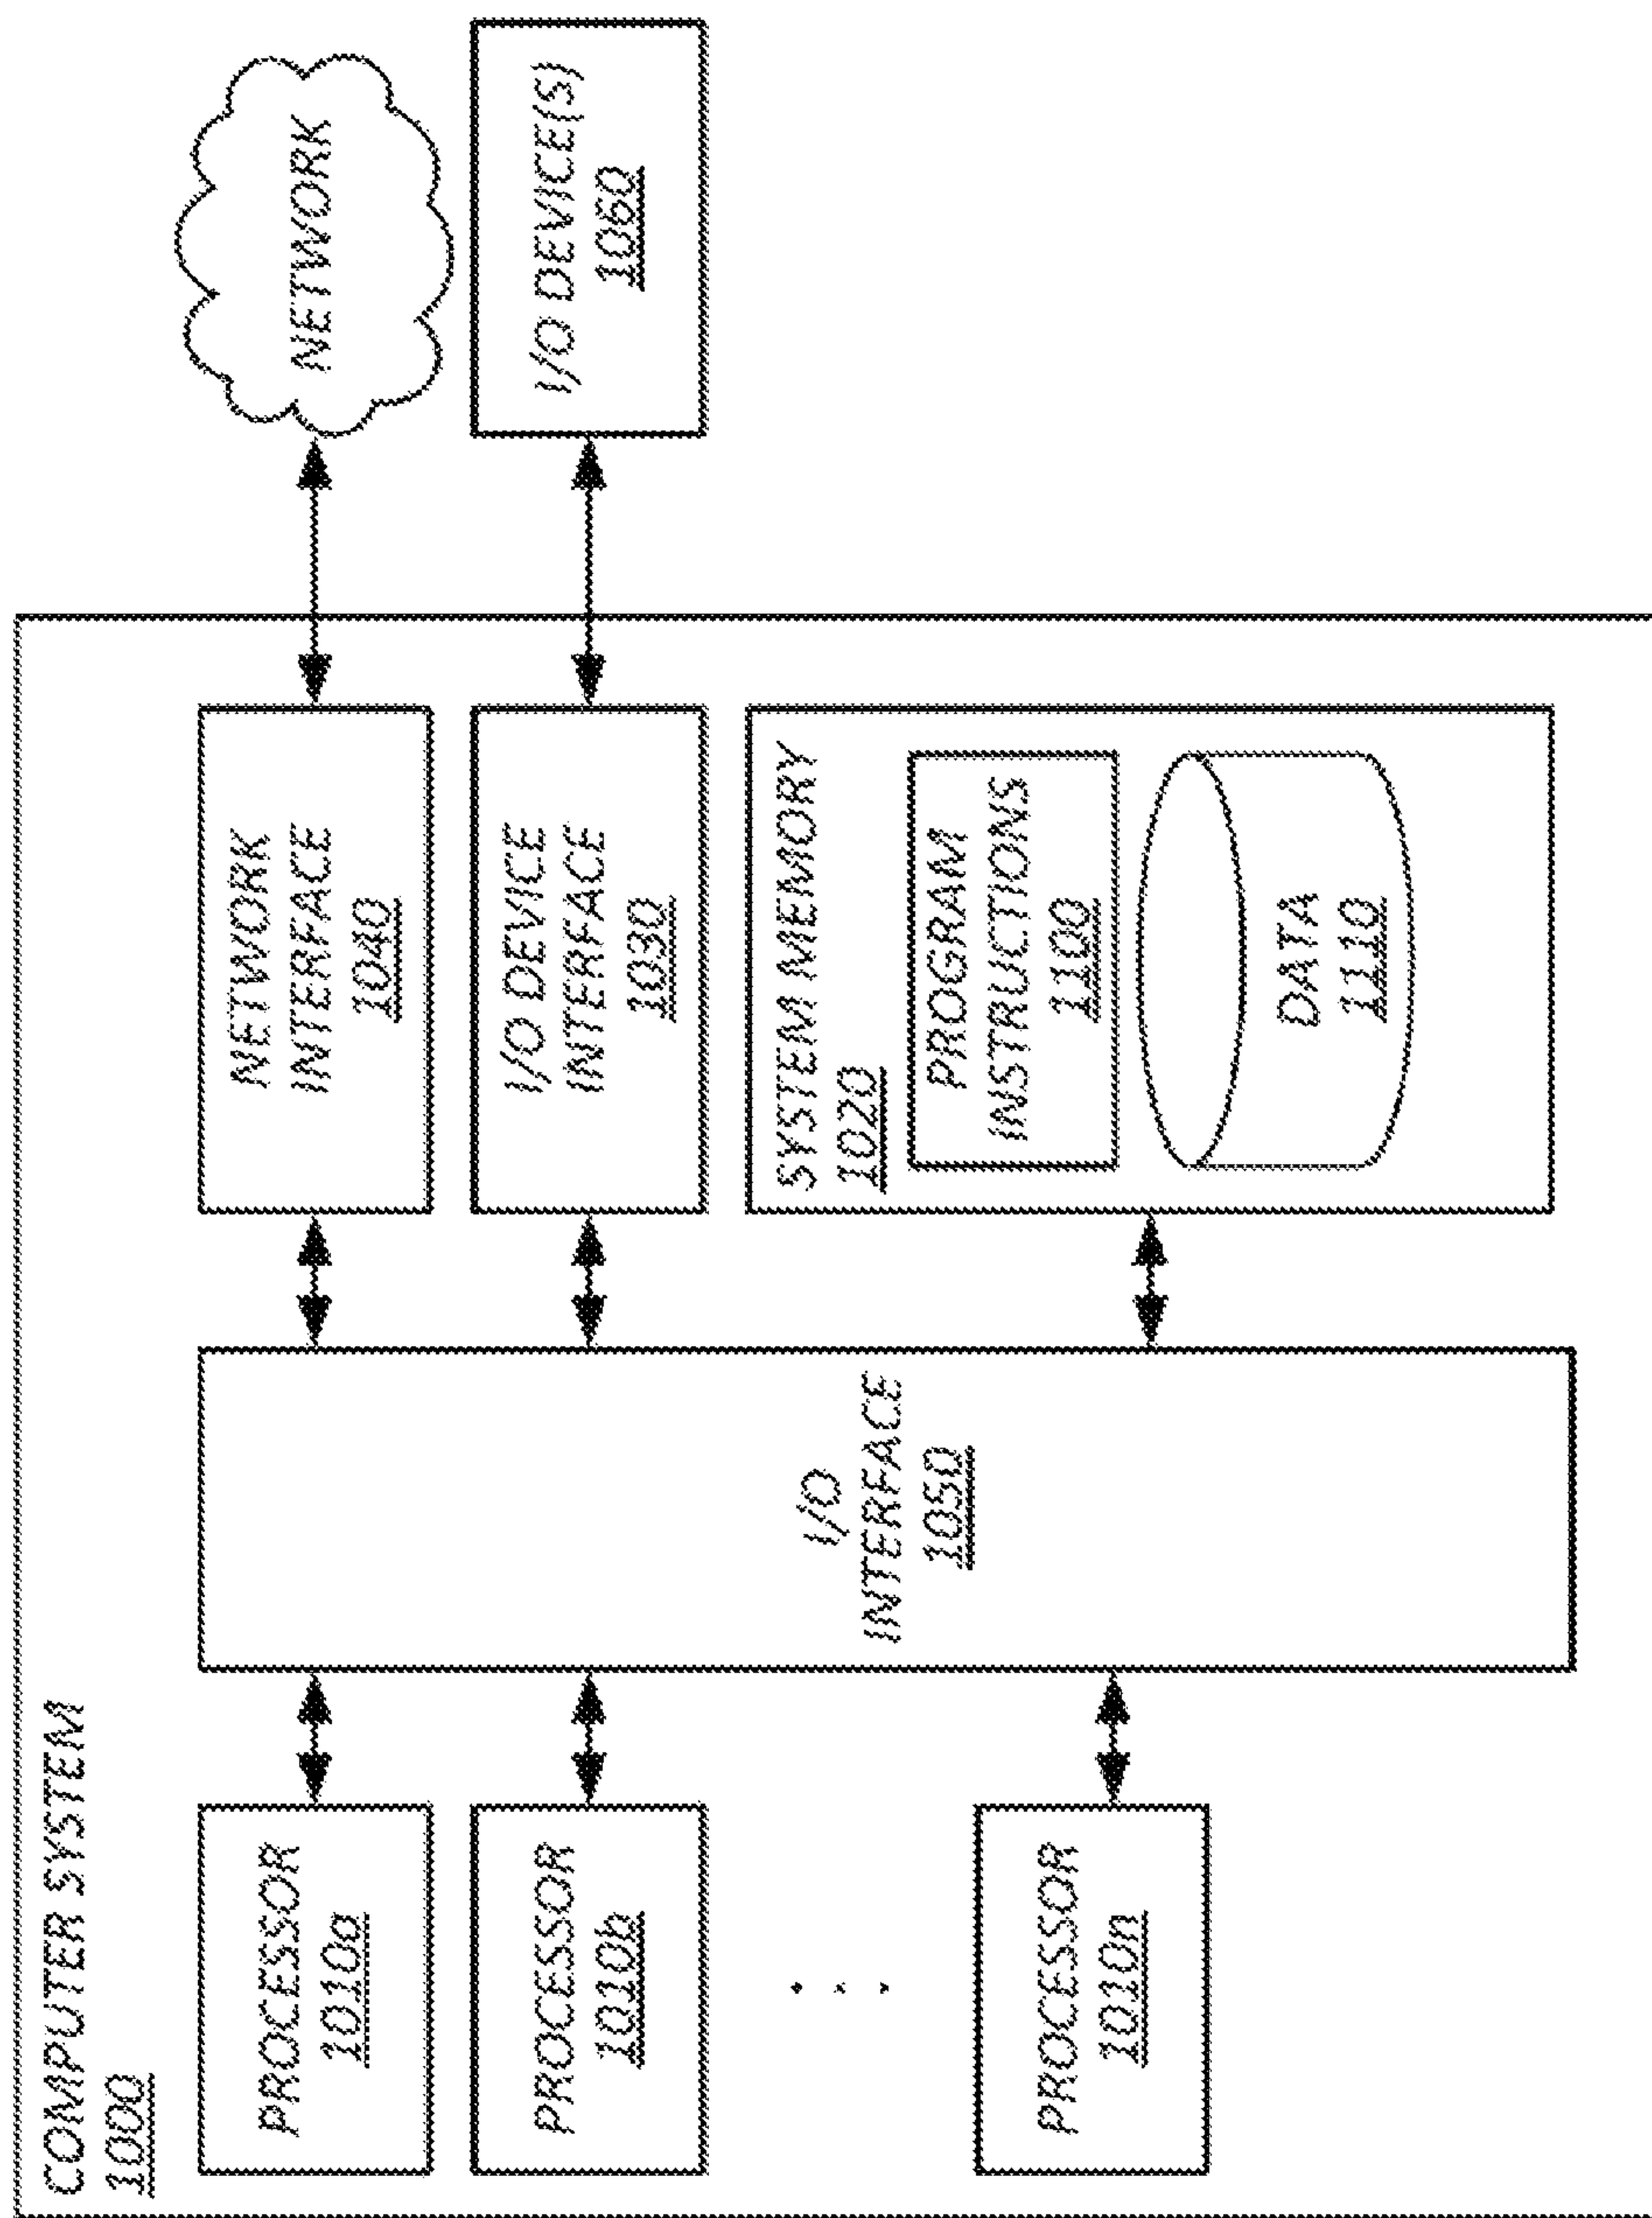 COMPUTER SYSTEM
1000
PROCESSOR
1010a
PROCESSOR
1010b
. . .
PROCESSOR
1010n
I/O
INTERFACE
1050
NETWORK
INTERFACE
1040
I/O DEVICE
INTERFACE
1030
SYSTEM MEMORY
1020
PROGRAM
INSTRUCTIONS
1100
DATA
1110
NETWORK
I/O DEVICE(S)
1060